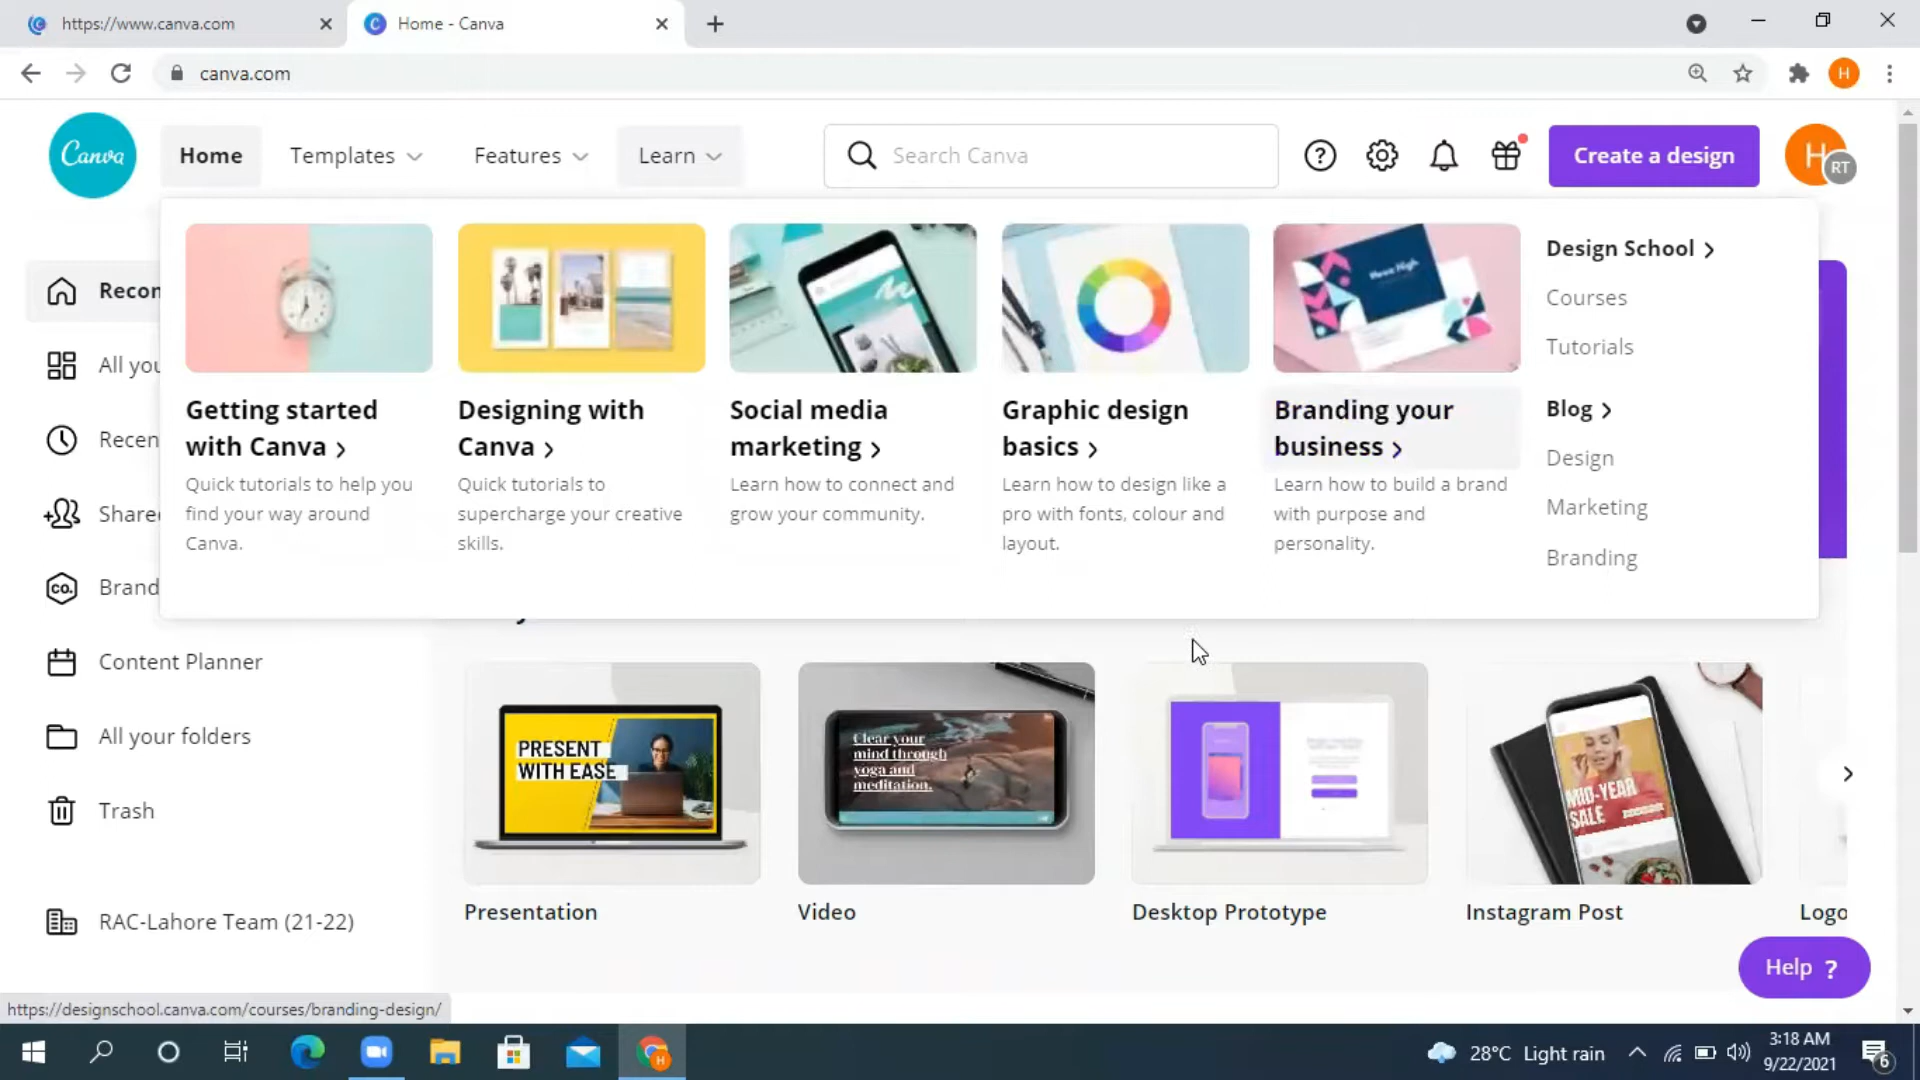 https://www.canva.com
Home - Canva
canva.com
H
Canva
Home
Templates
Features
Learn
Search Canva
Create a design
H
RT
Recom
All you
Recen
Share
Brand
Content Planner
All your folders
Trash
RAC-Lahore Team (21-22)
Getting started
with Canva
Quick tutorials to help you
find your way around
Canva.
Designing with
Canva
Quick tutorials to
supercharge your creative
skills.
Social media
marketing
Learn how to connect and
grow your community.
Graphic design
basics
Learn how to design like a
pro with fonts, colour and
layout.
Branding your
business
Learn how to build a brand
with purpose and
personality.
Design School
Courses
Tutorials
Blog
Design
Marketing
Branding
co.
PRESENT
WITH EASE
Clear your
mind through
yoga and
meditation.
MID-YEAR
SALE
Presentation
Video
Desktop Prototype
Instagram Post
Logo
Help ?
https://designschool.canva.com/courses/branding-design/
28°C Light rain
3:18 AM
9/22/2021
6